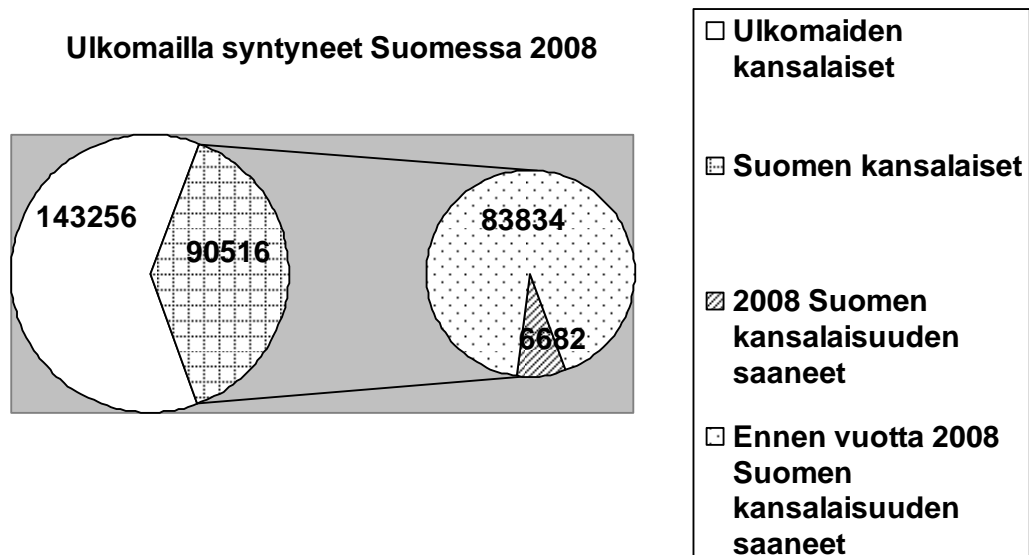 Ulkomailla syntyneet Suomessa 2008
143256
90516
83834
6682
Ulkomaiden
kansalaiset
Suomen kansalaiset
2008 Suomen
kansalaisuuden
saaneet
Ennen vuotta 2008
Suomen
kansalaisuuden
saaneet